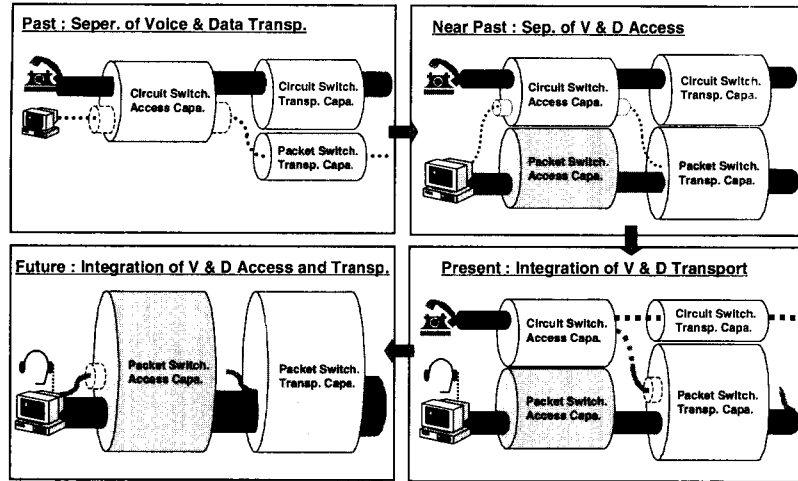 Past : Seper. of Voice & Data Transp.
Circuit Switch.
Access Capa.
Circuit Switch.
Transp. Capa.
Packet Switch.
Transp. Capa.
Near Past : Sep. of V & D Access
Circuit Switch.
Access Capa.
Circuit Switch.
Transp. Capa.
Packet Switch.
Access Capa.
Packet Switch.
Transp. Capa.
Future : Integration of V & D Access and Transp.
Packet Switch.
Access Capa.
Packet Switch.
Transp. Capa.
Present : Integration of V & D Transport
Circuit Switch.
Access Capa.
Circuit Switch.
Transp. Capa.
Packet Switch.
Access Capa.
Packet Switch.
Transp. Capa.